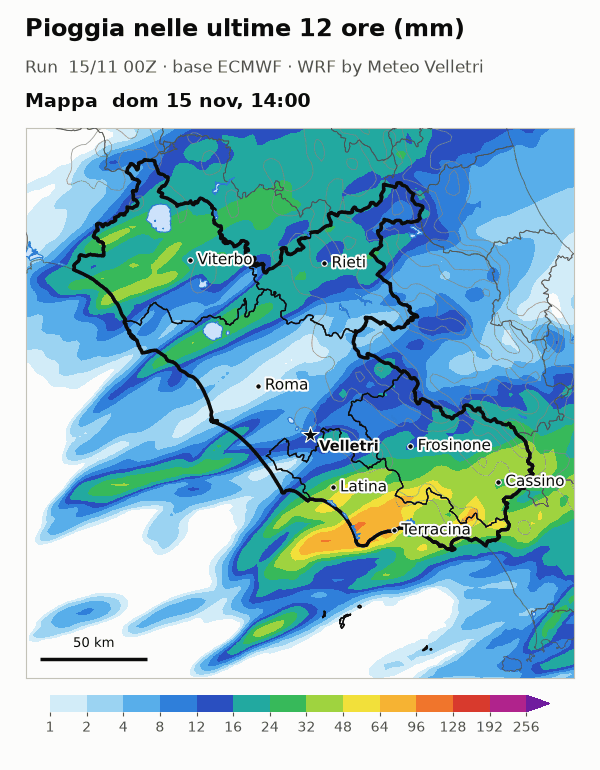 Pioggia nelle ultime 12 ore (mm)
Run 15/11 00Z · base ECMWF · WRF by Meteo Velletri
Mappa dom 15 nov, 14:00
Viterbo
Rieti
Roma
Velletri
Frosinone
Latina
Cassino
Terracina
50 km
1 2 4 8 12 16 24 32 48 64 96 128 192 256